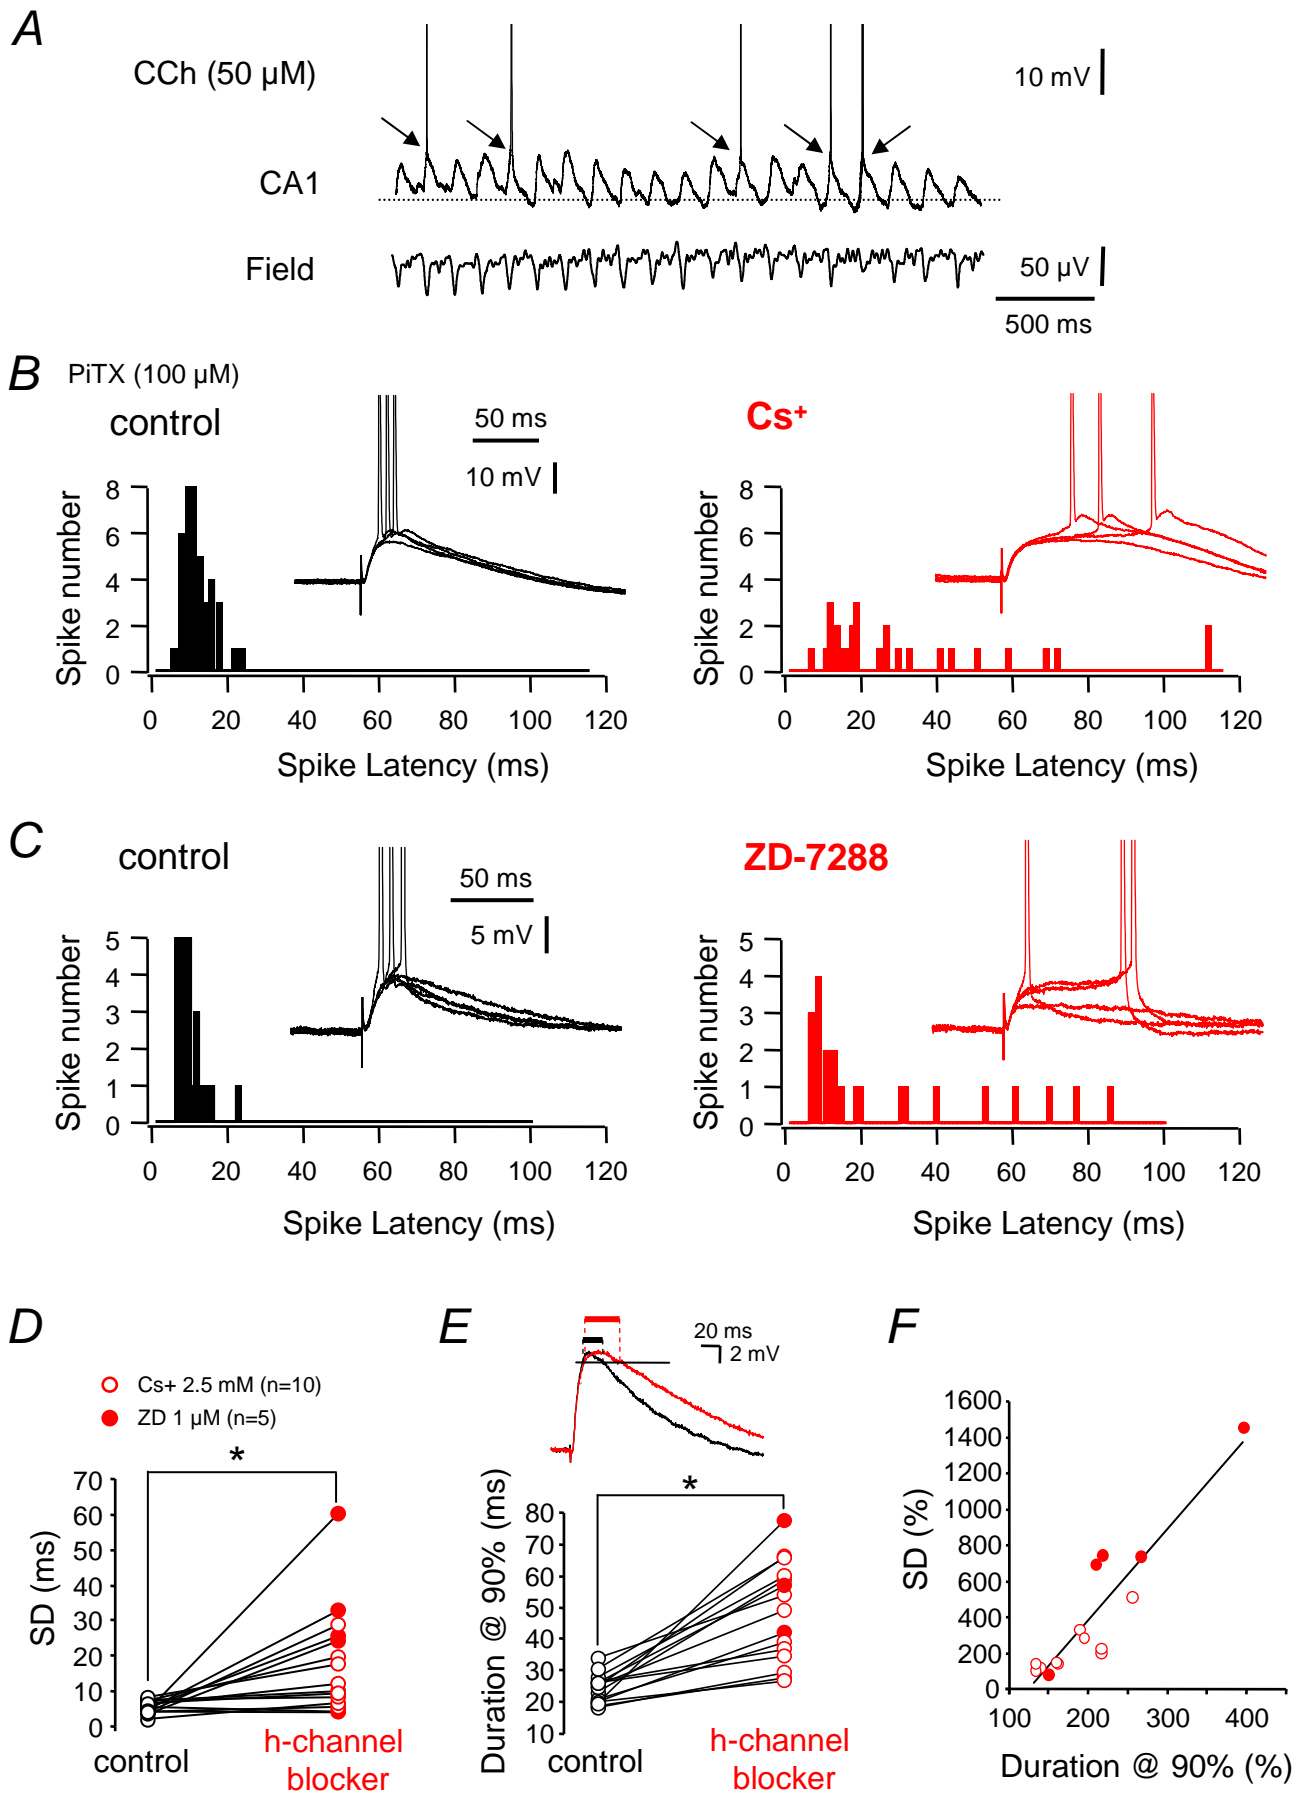 A
CCh (50 µM)
10 mV
CA1
Field
50 µV
500 ms
B
PiTX (100 µM)
control
50 ms
10 mV
Cs⁺
Spike number
8
6
4
2
0
0 20 40 60 80 100 120
Spike Latency (ms)
Spike number
8
6
4
2
0
0 20 40 60 80 100 120
Spike Latency (ms)
C
control
50 ms
5 mV
ZD-7288
Spike number
5
4
3
2
1
0
0 20 40 60 80 100 120
Spike Latency (ms)
Spike number
5
4
3
2
1
0
0 20 40 60 80 100 120
Spike Latency (ms)
D
Cs+ 2.5 mM (n=10)
ZD 1 µM (n=5)
*
SD (ms)
70
60
50
40
30
20
10
0
control
h-channel
blocker
E
20 ms
2 mV
*
Duration @ 90% (ms)
80
70
60
50
40
30
20
10
control
h-channel
blocker
F
SD (%)
1600
1400
1200
1000
800
600
400
200
0
100 200 300 400
Duration @ 90% (%)